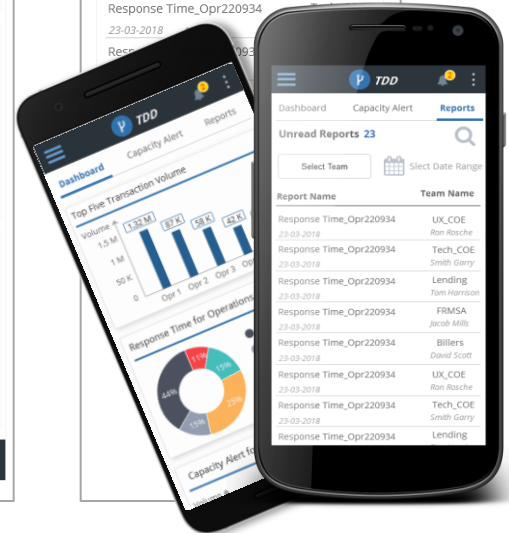 Response Time_Opr220934
23-03-2018
TDD
3
Dashboard
Capacity Alert
Reports
Top Five Transaction Volume
Volume
1.5 M
1 M
50 K
0
1.32 M
87 K
58 K
42 K
Opr 1
Opr 2
Opr 3
Response Time for Operations
11%
15%
25%
15%
44%
Capacity Alert fo
Volume
TDD
2
Dashboard
Capacity Alert
Reports
Unread Reports 23
Select Team
Slect Date Range
Report Name
Team Name
Response Time_Opr220934
UX_COE
23-03-2018
Ron Rosche
Response Time_Opr220934
Tech_COE
23-03-2018
Smith Garry
Response Time_Opr220934
Lending
23-03-2018
Tom Harrison
Response Time_Opr220934
FRMSA
23-03-2018
Jacob Mills
Response Time_Opr220934
Billers
23-03-2018
David Scott
Response Time_Opr220934
UX_COE
23-03-2018
Ron Rosche
Response Time_Opr220934
Tech_COE
23-03-2018
Smith Garry
Response Time_Opr220934
Lending